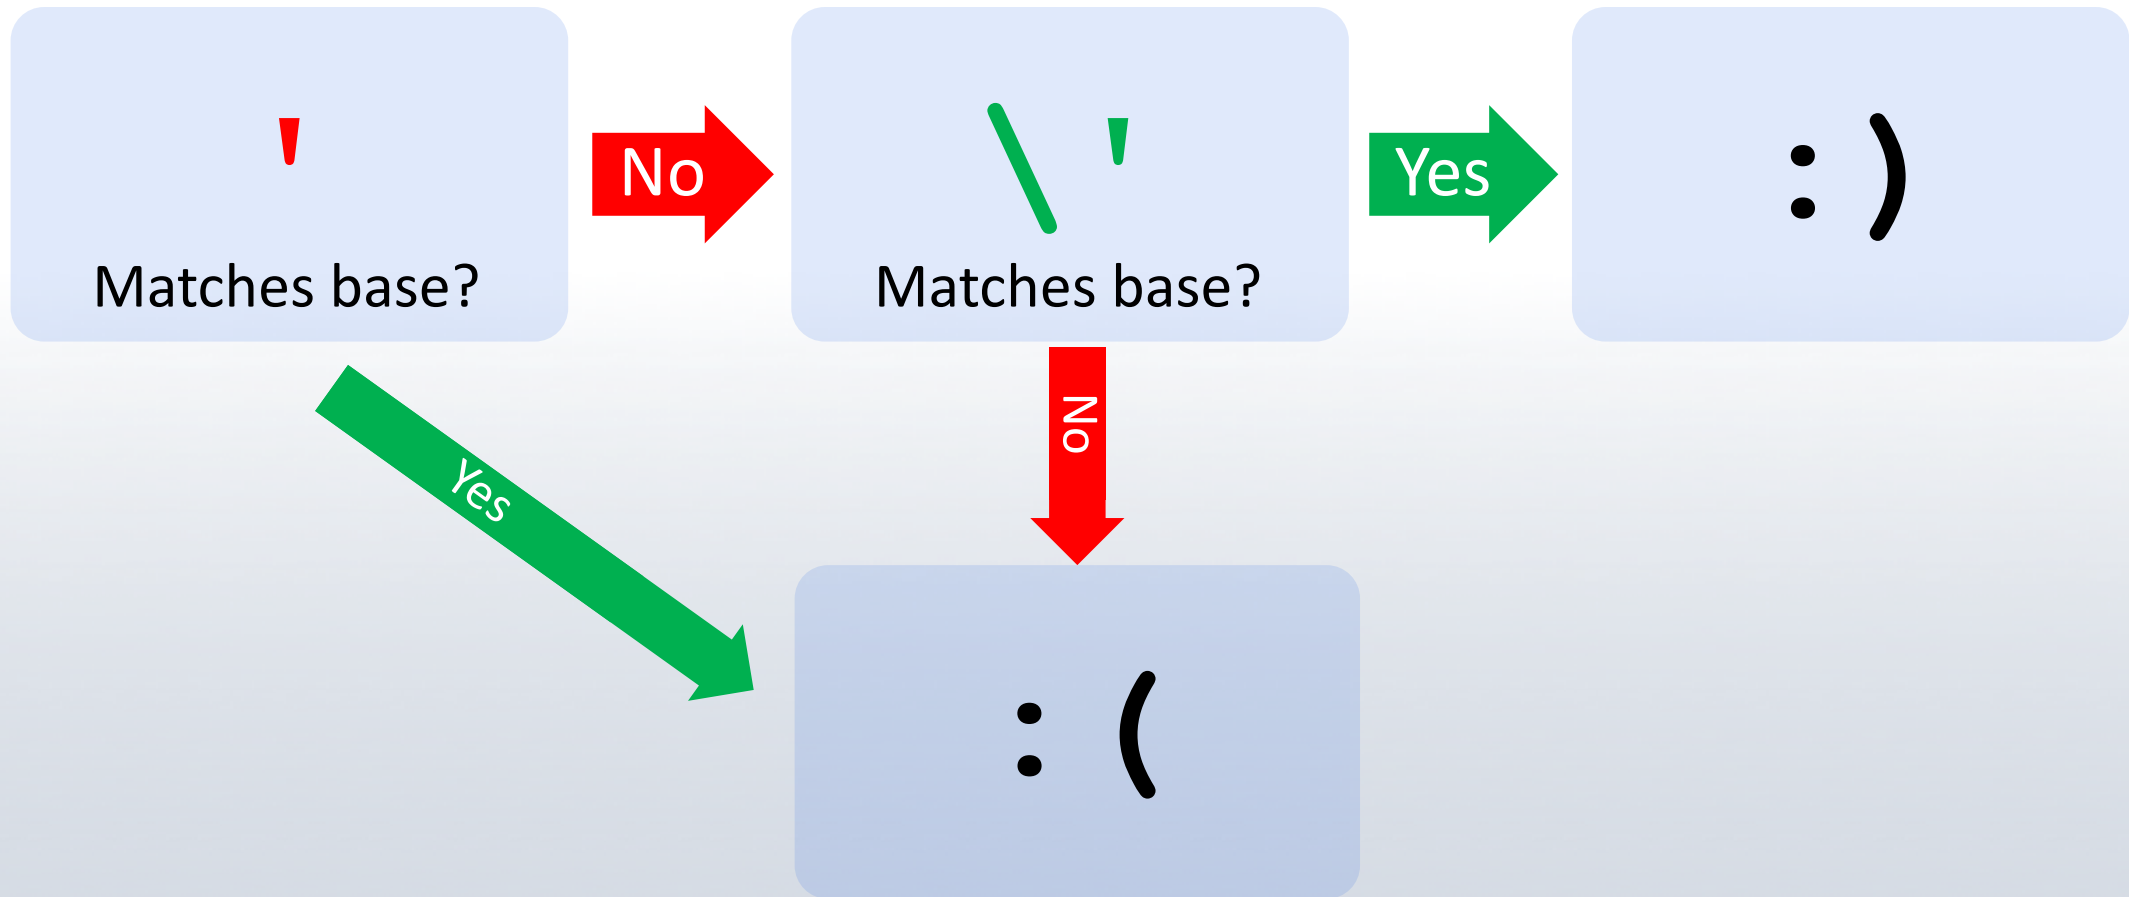 '
Matches base?
No
\'
Matches base?
Yes
:)
Yes
No
:(